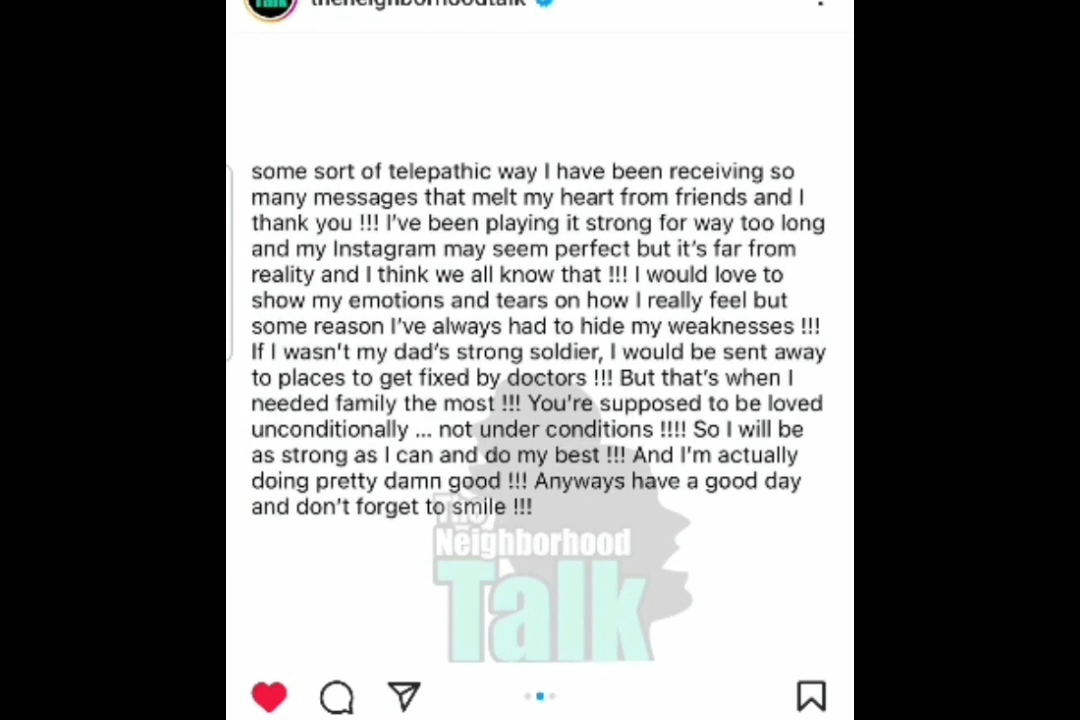 Talk theneighborhoodtalk
some sort of telepathic way I have been receiving so
many messages that melt my heart from friends and I
thank you !!! I've been playing it strong for way too long
and my Instagram may seem perfect but it's far from
reality and I think we all know that !!! I would love to
show my emotions and tears on how I really feel but
some reason I've always had to hide my weaknesses !!!
If I wasn't my dad's strong soldier, I would be sent away
to places to get fixed by doctors !!! But that's when I
needed family the most !!! You're supposed to be loved
unconditionally ... not under conditions !!!! So I will be
as strong as I can and do my best !!! And I'm actually
doing pretty damn good !!! Anyways have a good day
and don't forget to smile !!!
The
Neighborhood
Talk